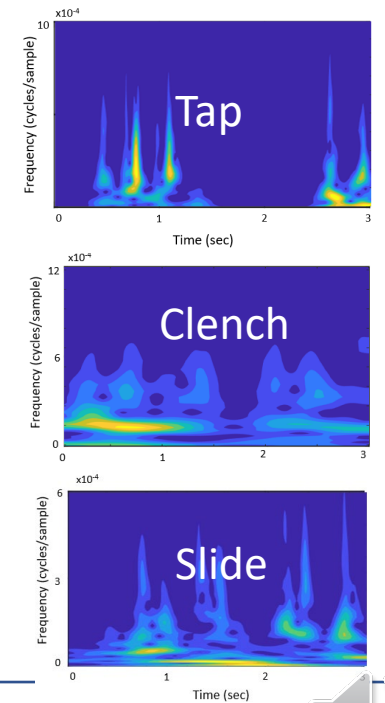 x10⁻⁴
10
Frequency (cycles/sample)
Tap
0 1 2 3
Time (sec)
x10⁻⁴
12
Frequency (cycles/sample)
Clench
6
0
0 1 2 3
x10⁻⁴
6
Frequency (cycles/sample)
Slide
3
0
0 1 2 3
Time (sec)